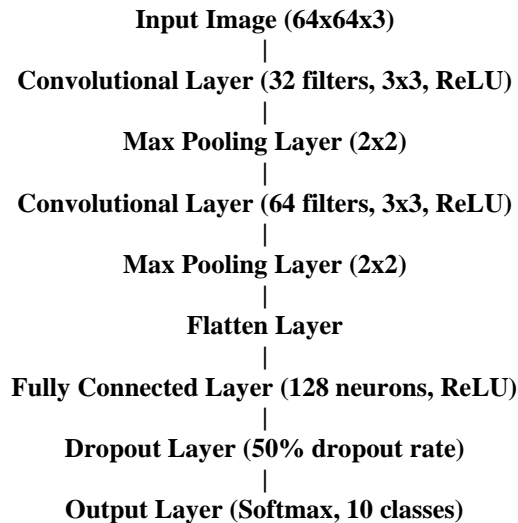 Input Image (64x64x3)
|
Convolutional Layer (32 filters, 3x3, ReLU)
|
Max Pooling Layer (2x2)
|
Convolutional Layer (64 filters, 3x3, ReLU)
|
Max Pooling Layer (2x2)
|
Flatten Layer
|
Fully Connected Layer (128 neurons, ReLU)
|
Dropout Layer (50% dropout rate)
|
Output Layer (Softmax, 10 classes)